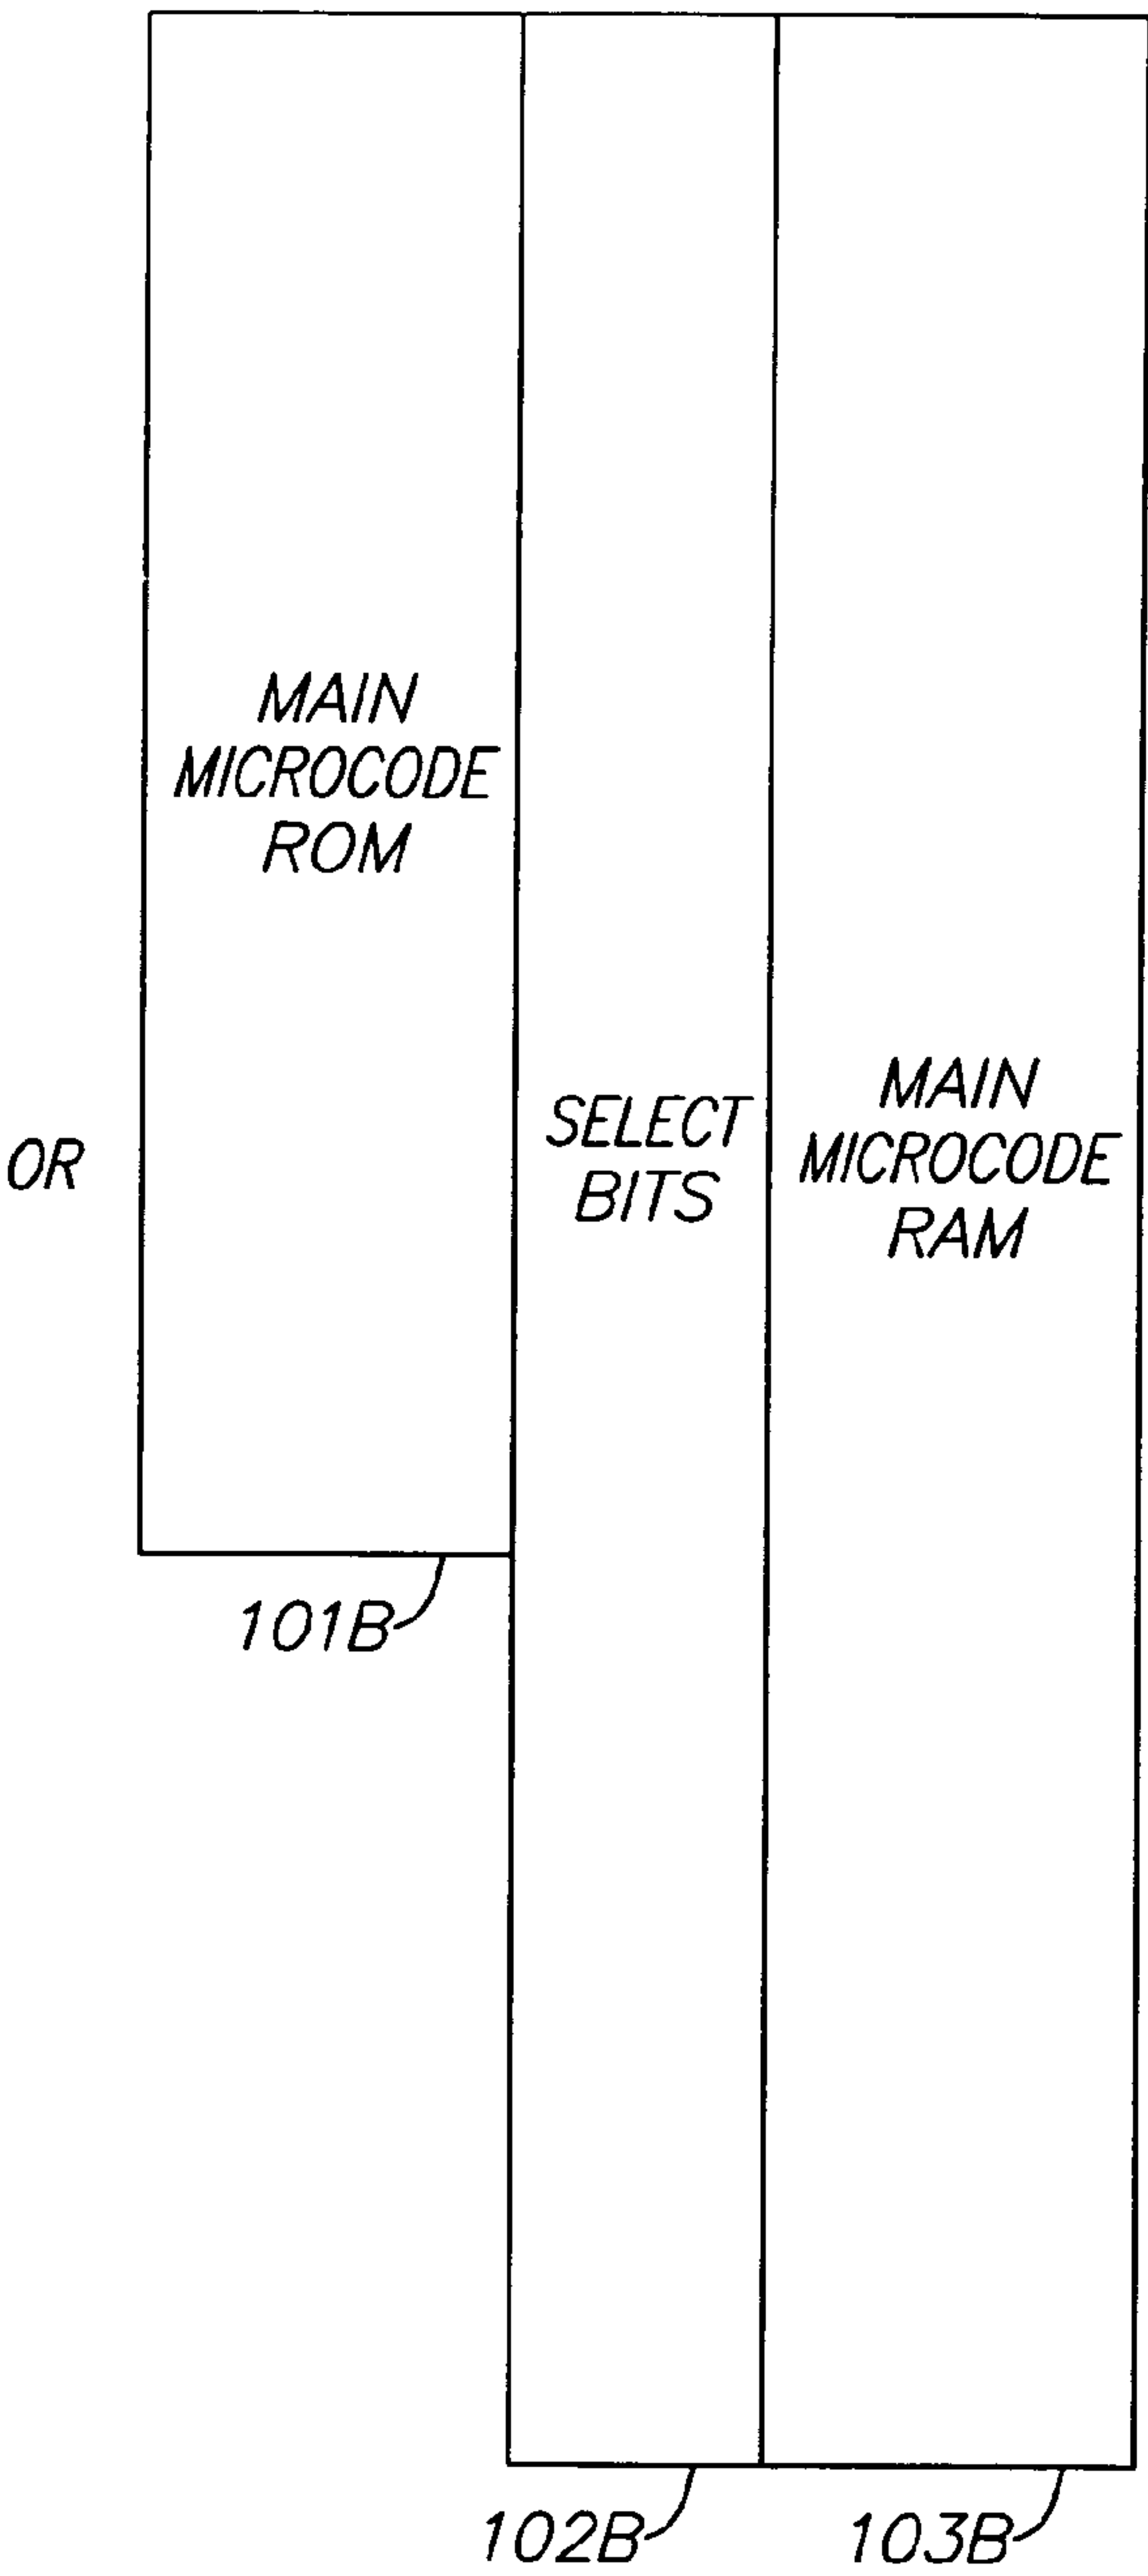 MAIN
MICROCODE
ROM
OR
SELECT
BITS
MAIN
MICROCODE
RAM
101B
102B
103B